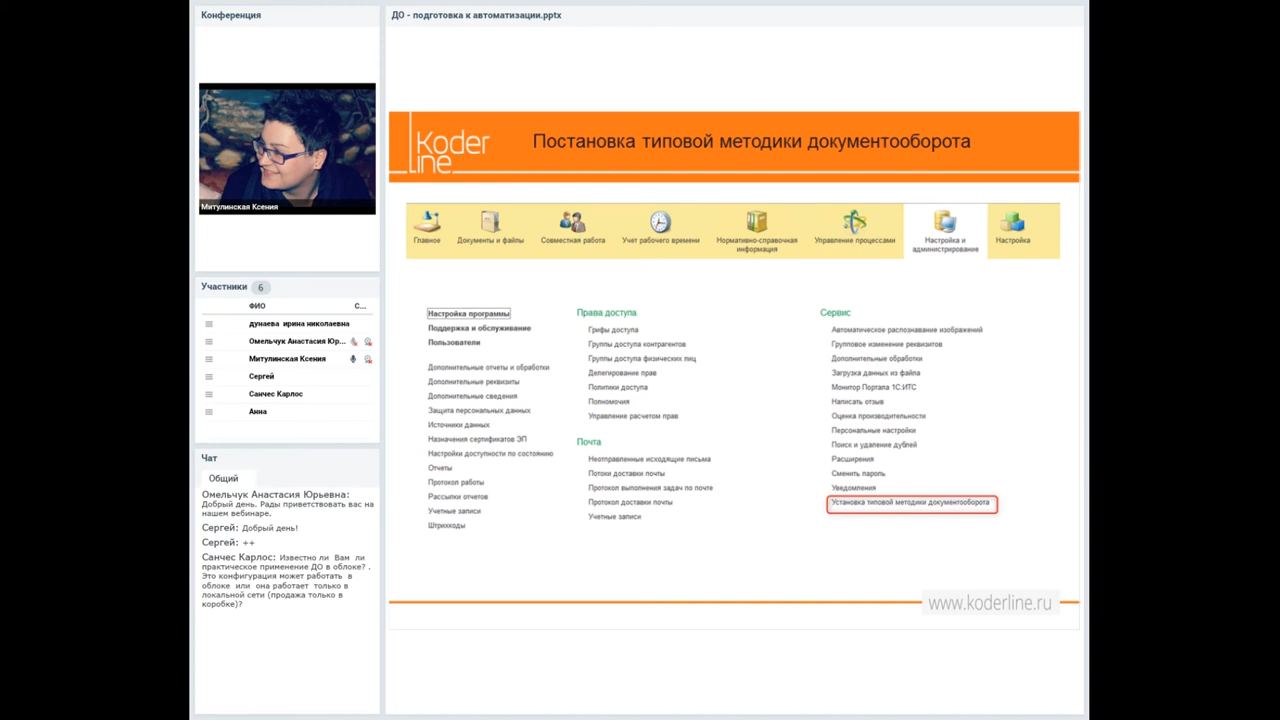 Конференция
Митулинская Ксения
Участники 6
ФИО С...
дунаева ирина николаевна
Омельчук Анастасия Юр...
Митулинская Ксения
Сергей
Санчес Карлос
Анна
Чат
Общий
Омельчук Анастасия Юрьевна:
Добрый день. Рады приветствовать вас на
нашем вебинаре.
Сергей: Добрый день!
Сергей: ++
Санчес Карлос: Известно ли Вам ли
практическое применение ДО в облоке? .
Это конфигурация может работать в
облоке или она работает только в
локальной сети (продажа только в
коробке)?
ДО - подготовка к автоматизации.pptx
Koder
line
Постановка типовой методики документооборота
Главное
Документы и файлы
Совместная работа
Учет рабочего времени
Нормативно-справочная
информация
Управление процессами
Настройка и
администрирование
Настройка
Настройка программы
Поддержка и обслуживание
Пользователи
Дополнительные отчеты и обработки
Дополнительные реквизиты
Дополнительные сведения
Защита персональных данных
Источники данных
Назначения сертификатов ЭП
Настройки доступности по состоянию
Отчеты
Протокол работы
Рассылки отчетов
Учетные записи
Штрихкоды
Права доступа
Грифы доступа
Группы доступа контрагентов
Группы доступа физических лиц
Делегирование прав
Политики доступа
Полномочия
Управление расчетом прав
Почта
Неотправленные исходящие письма
Потоки доставки почты
Протокол выполнения задач по почте
Протокол доставки почты
Учетные записи
Сервис
Автоматическое распознавание изображений
Групповое изменение реквизитов
Дополнительные обработки
Загрузка данных из файла
Монитор Портала 1С:ИТС
Написать отзыв
Оценка производительности
Персональные настройки
Поиск и удаление дублей
Расширения
Сменить пароль
Уведомления
Установка типовой методики документооборота
www.koderline.ru